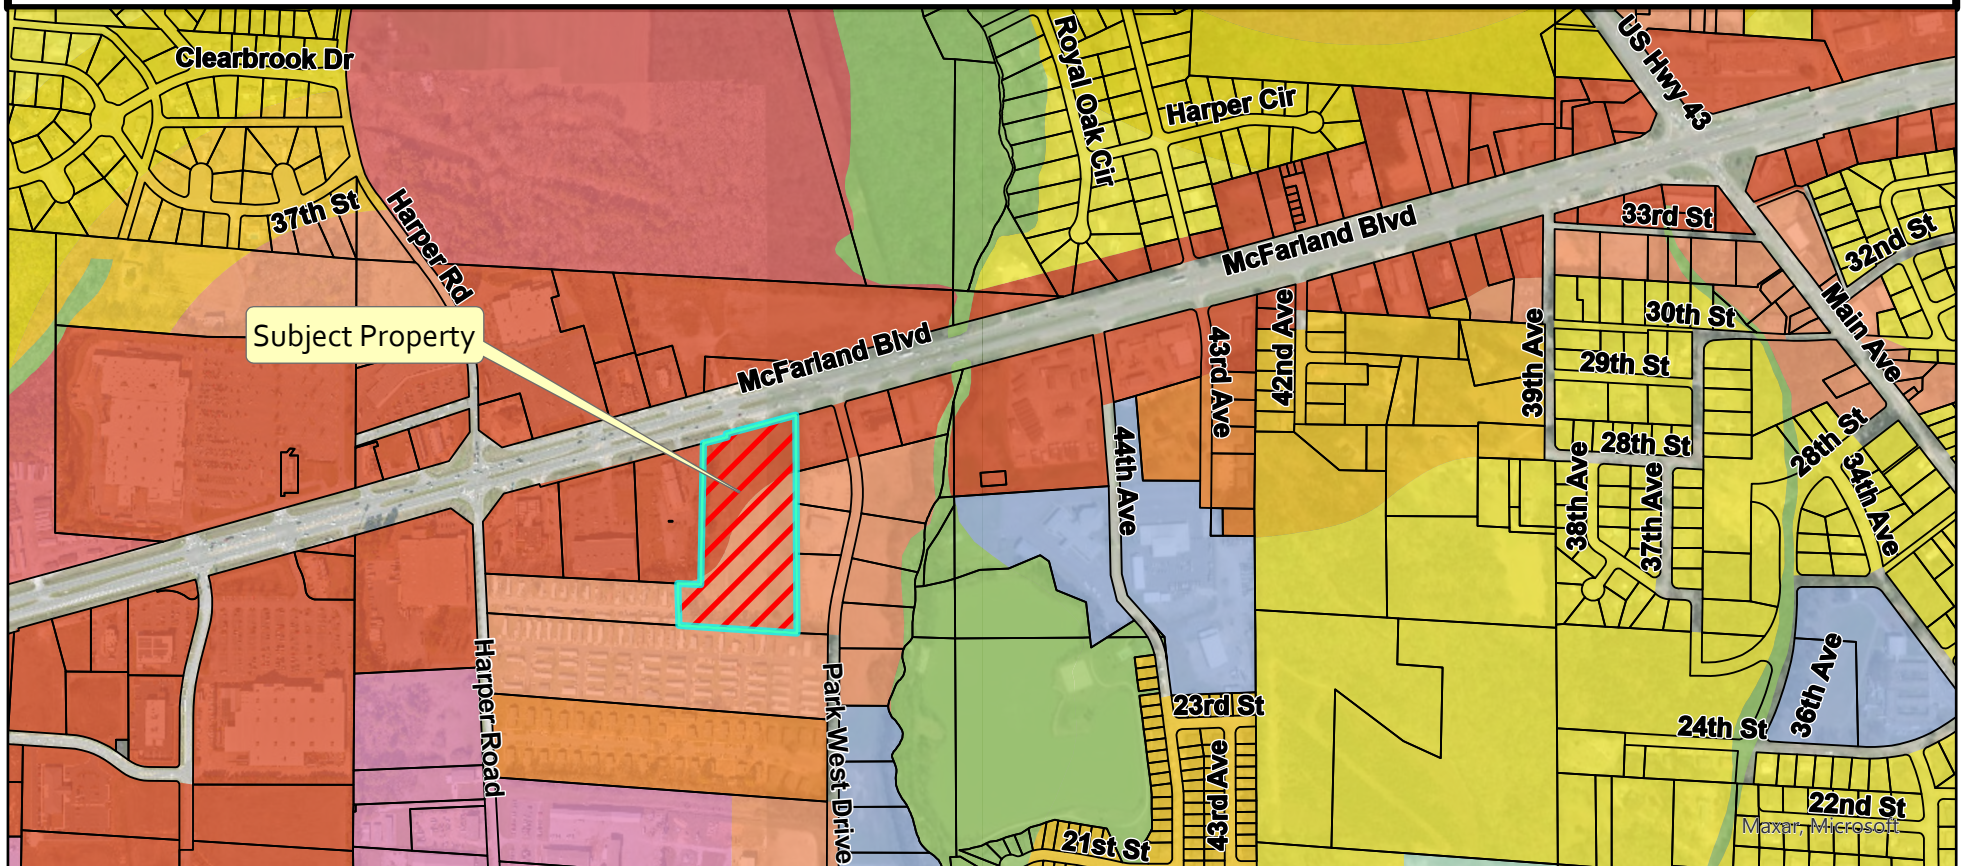 Clearbrook Dr
Royal Oak Cir
US Hwy 43
Harper Cir
37th St
Harper Rd
33rd St
McFarland Blvd
32nd St
Subject Property
McFarland Blvd
42nd Ave
43rd Ave
39th Ave
30th St
Main Ave
29th St
28th St
28th St
44th Ave
38th Ave
37th Ave
34th Ave
Harper Road
Park West Drive
23rd St
36th Ave
24th St
43rd Ave
22nd St
21st St
Maxar, Microsoft